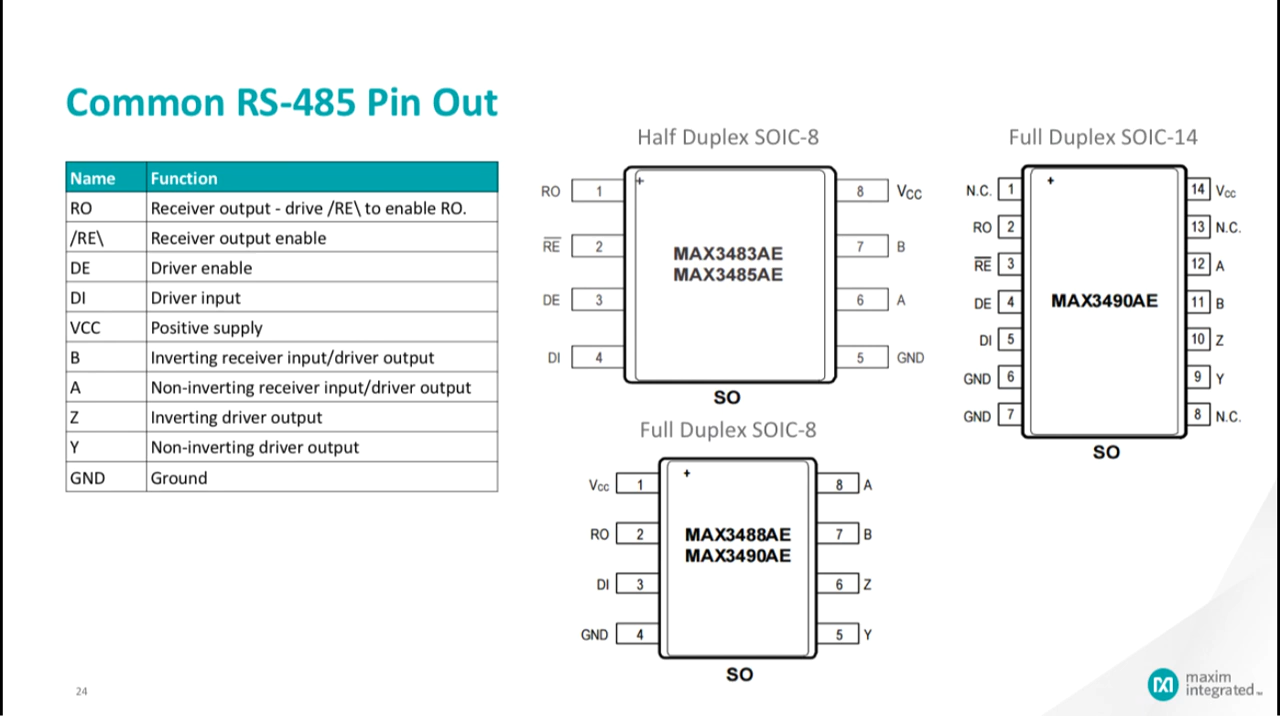 Common RS-485 Pin Out
Name Function
RO Receiver output - drive /RE\ to enable RO.
/RE\ Receiver output enable
DE Driver enable
DI Driver input
VCC Positive supply
B Inverting receiver input/driver output
A Non-inverting receiver input/driver output
Z Inverting driver output
Y Non-inverting driver output
GND Ground
Half Duplex SOIC-8
+
RO 1 8 VCC
RE 2 7 B
MAX3483AE
MAX3485AE
DE 3 6 A
DI 4 5 GND
SO
Full Duplex SOIC-8
+
VCC 1 8 A
RO 2 7 B
MAX3488AE
MAX3490AE
DI 3 6 Z
GND 4 5 Y
SO
Full Duplex SOIC-14
+
N.C. 1 14 VCC
RO 2 13 N.C.
RE 3 12 A
DE 4 MAX3490AE 11 B
DI 5 10 Z
GND 6 9 Y
GND 7 8 N.C.
SO
24
maxim
integrated™